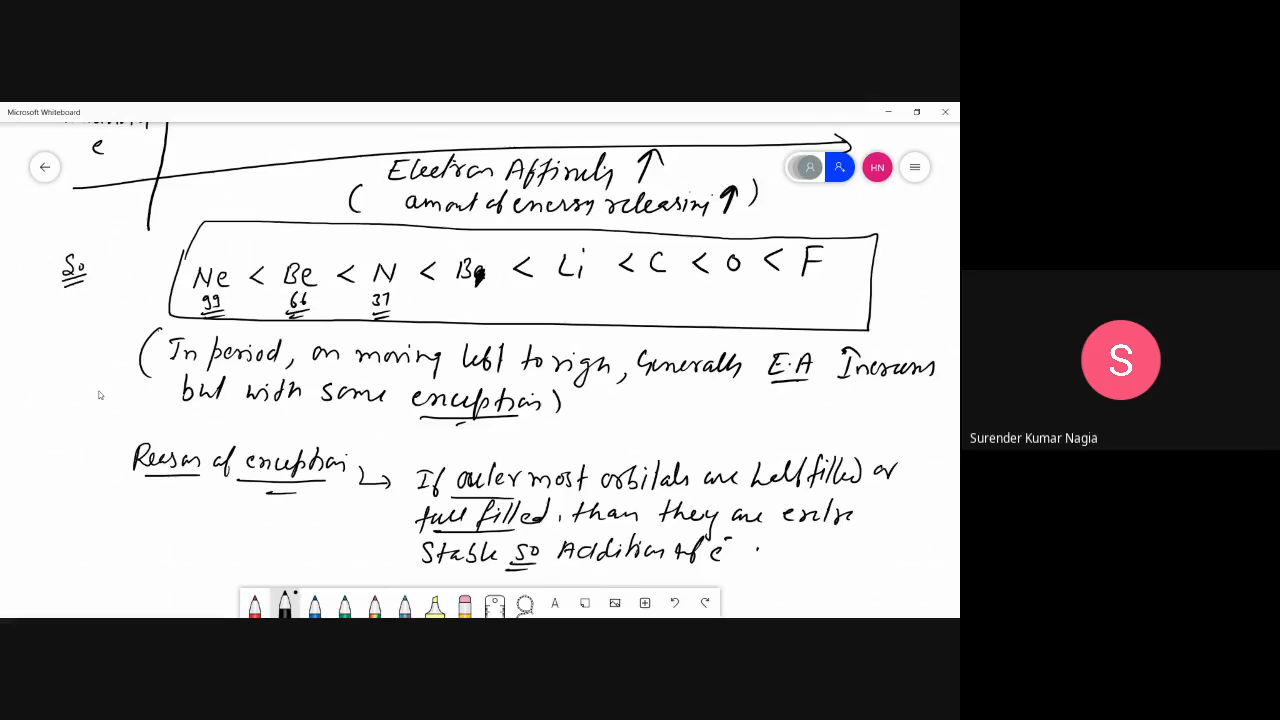 Microsoft Whiteboard
e
Electron Affinity ↑
( amount of energy releasing ↑ )
HN
So
Ne < Be < N < B < Li < C < O < F
99 66 37
( In period, on moving left to righ, Generally E.A Increases
but with some exception )
Reason of exception ↳ If outer most orbitals are half filled or
full filled, than they are extra
Stable so Addition of e⁻
A
S
Surender Kumar Nagia